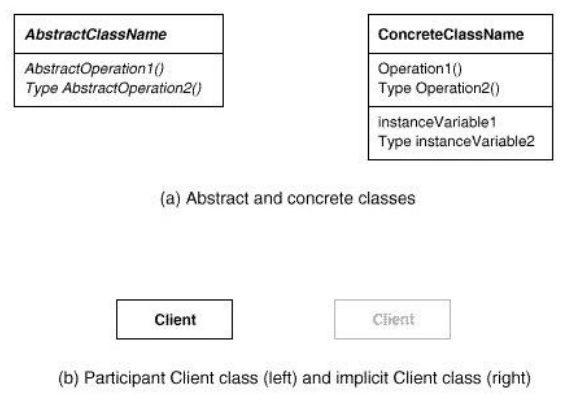 AbstractClassName
AbstractOperation1()
Type AbstractOperation2()
ConcreteClassName
Operation1()
Type Operation2()
instanceVariable1
Type instanceVariable2
(a) Abstract and concrete classes
Client
Client
(b) Participant Client class (left) and implicit Client class (right)